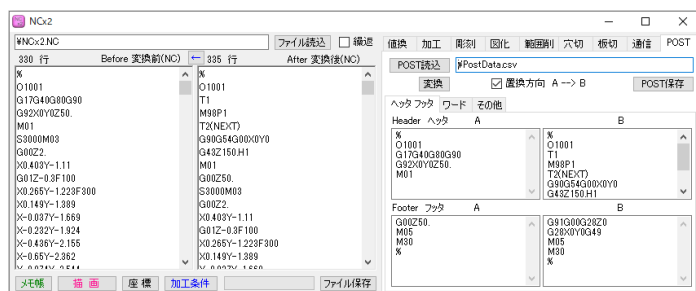 NCx2
¥NCx2.NC
ファイル読込
繰返
330 行
Before 変換前(NC)
←
335 行
After 変換後(NC)
%
O1001
G17G40G80G90
G92X0Y0Z50.
M01
S3000M03
G00Z2.
X0.403Y-1.11
G01Z-0.3F100
X0.265Y-1.223F300
X0.149Y-1.389
X-0.037Y-1.669
X-0.232Y-1.924
X-0.436Y-2.155
X-0.65Y-2.362
%
O1001
T1
M98P1
T2(NEXT)
G90G54G00X0Y0
G43Z150.H1
M01
G00Z50.
S3000M03
G00Z2.
X0.403Y-1.11
G01Z-0.3F100
X0.265Y-1.223F300
X0.149Y-1.389
メモ帳
描 画
座 標
加工条件
ファイル保存
値換 加工 彫刻 図化 範囲削 穴切 板切 通信 POST
POST読込
¥PostData.csv
変換
置換方向 A --> B
POST保存
ヘッタ フッタ ワード その他
Header ヘッタ A B
%
O1001
G17G40G80G90
G92X0Y0Z50.
M01
%
O1001
T1
M98P1
T2(NEXT)
G90G54G00X0Y0
G43Z150.H1
Footer フッタ A B
G00Z50.
M05
M30
%
G91G00G28Z0
G28X0Y0G49
M05
M30
%